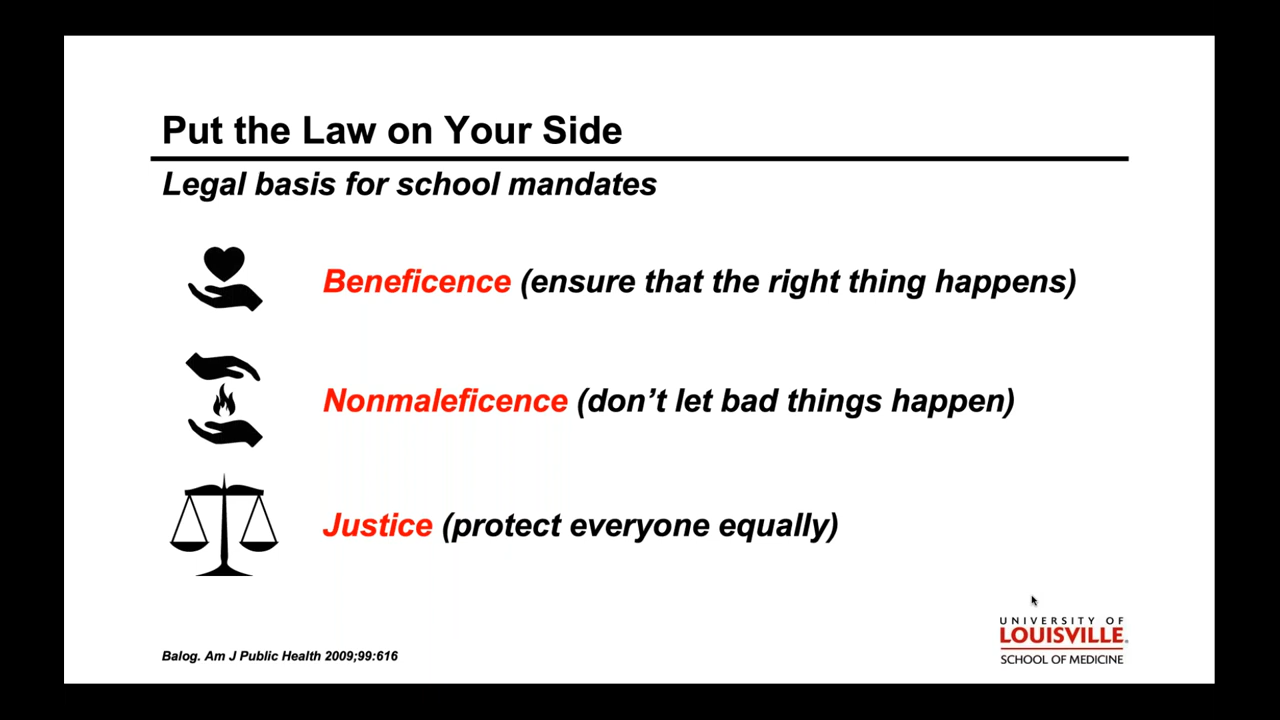 Put the Law on Your Side
Legal basis for school mandates
Beneficence (ensure that the right thing happens)
Nonmaleficence (don’t let bad things happen)
Justice (protect everyone equally)
UNIVERSITY OF
LOUISVILLE.
SCHOOL OF MEDICINE
Balog. Am J Public Health 2009;99:616